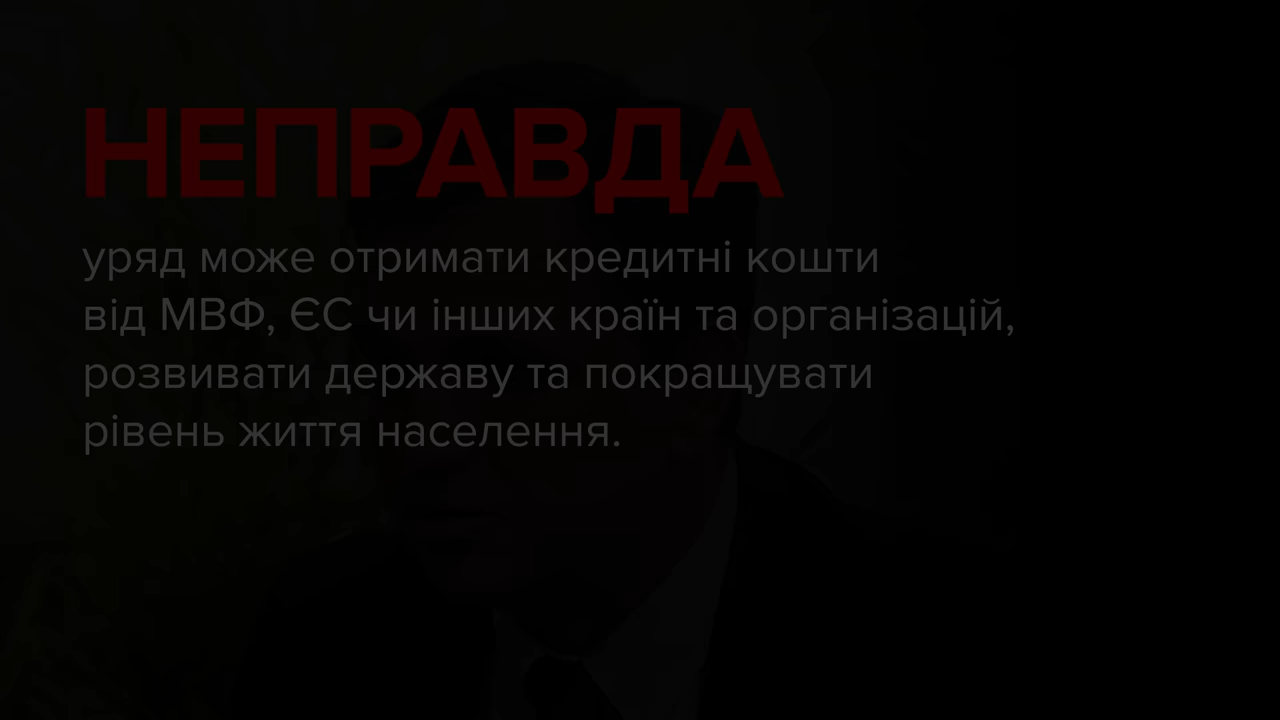 НЕПРАВДА
уряд може отримати кредитні кошти
від МВФ, ЄС чи інших країн та організацій,
розвивати державу та покращувати
рівень життя населення.